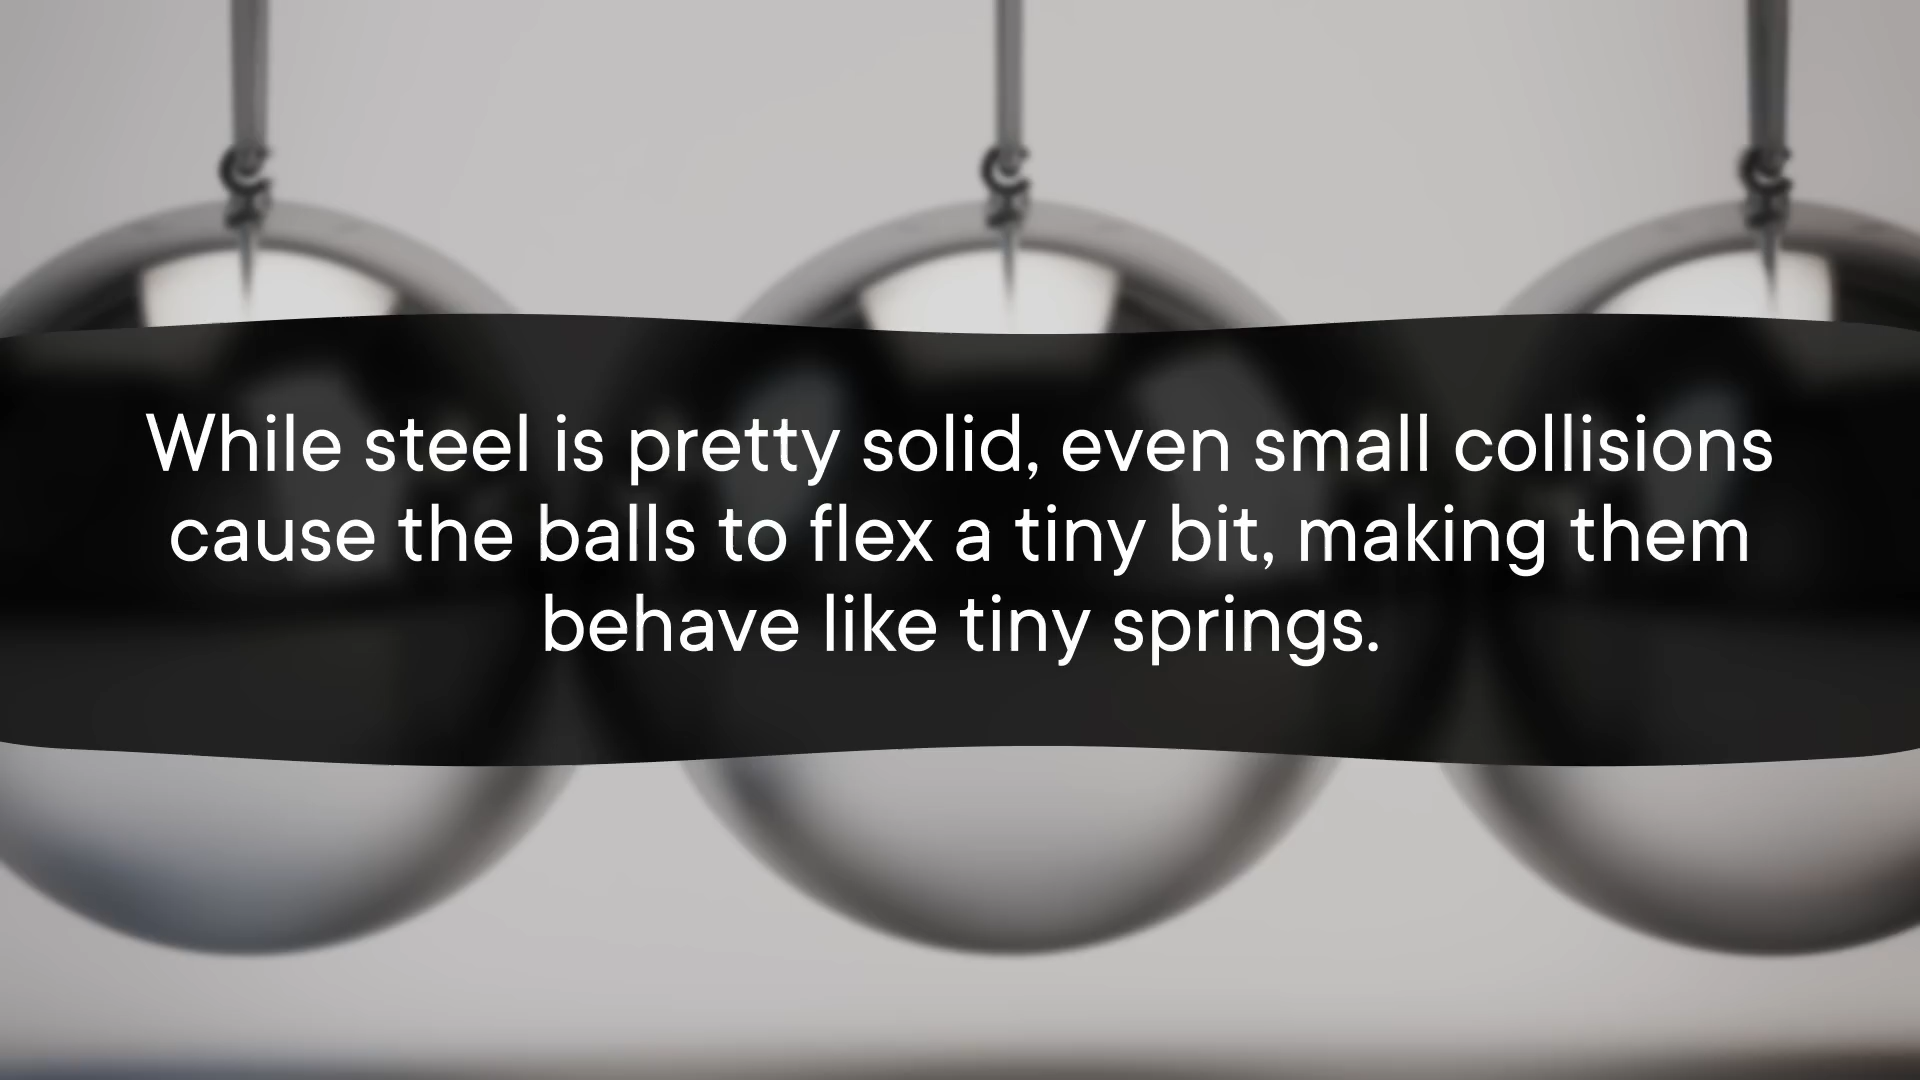 While steel is pretty solid, even small collisions
cause the balls to flex a tiny bit, making them
behave like tiny springs.